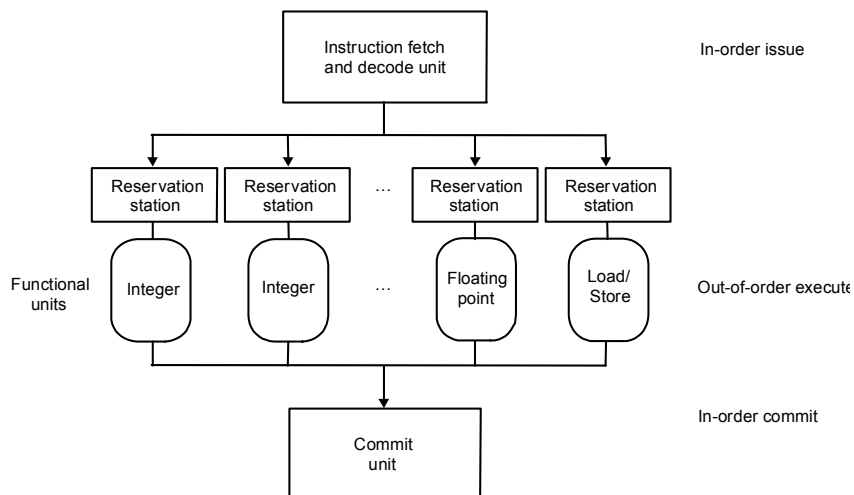 Instruction fetch
and decode unit
In-order issue
Reservation
station
Reservation
station
...
Reservation
station
Reservation
station
Functional
units
Integer
Integer
...
Floating
point
Load/
Store
Out-of-order execute
In-order commit
Commit
unit